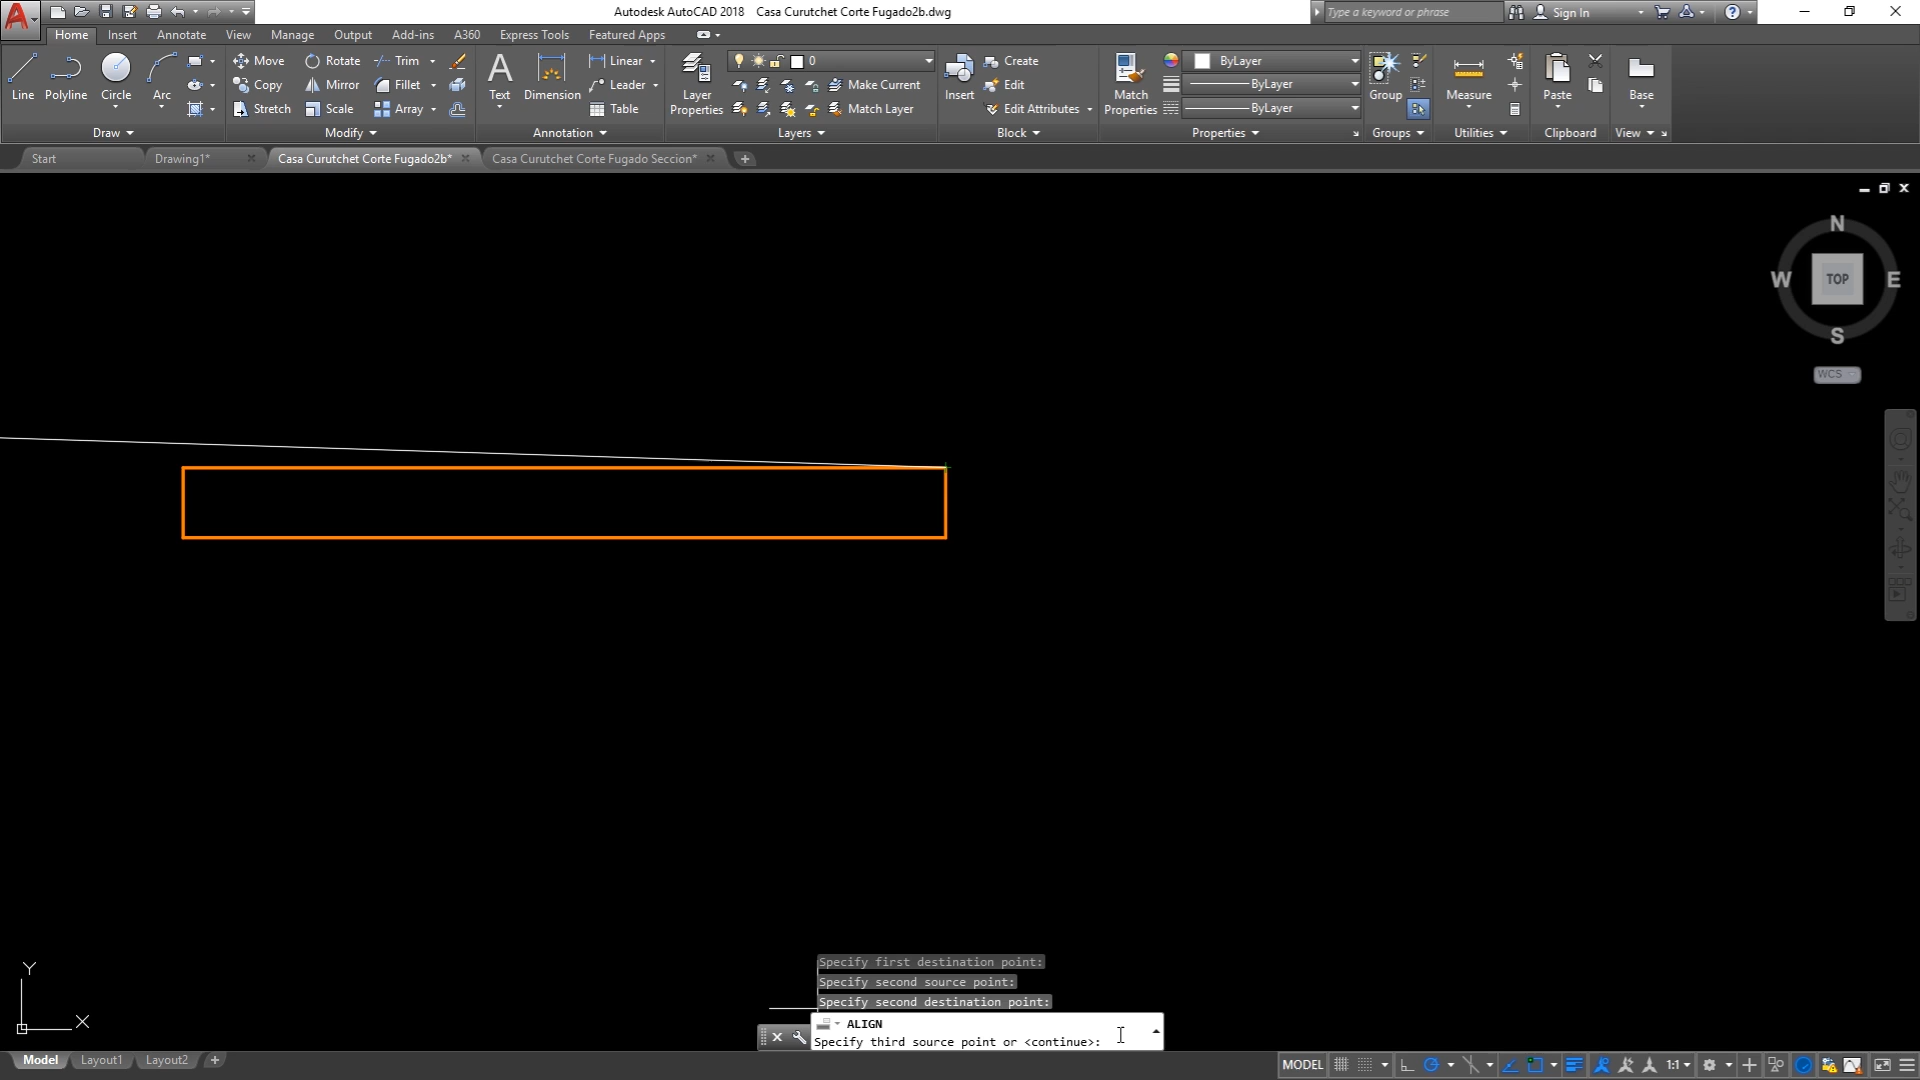 Autodesk AutoCAD 2018 Casa Curutchet Corte Fugado2b.dwg
Type a keyword or phrase
Sign In
Home Insert Annotate View Manage Output Add-ins A360 Express Tools Featured Apps
Line Polyline Circle Arc
Move Rotate Trim
Copy Mirror Fillet
Stretch Scale Array
Text Dimension
Linear
Leader
Table
Layer Properties
0
Make Current
Match Layer
Insert
Create
Edit
Edit Attributes
Match Properties
ByLayer
ByLayer
ByLayer
Group Measure Paste Base
Draw Modify Annotation Layers Block Properties Groups Utilities Clipboard View
Start Drawing1* Casa Curutchet Corte Fugado2b* Casa Curutchet Corte Fugado Seccion*
N
W TOP E
S
WCS
Y
X
Specify first destination point:
Specify second source point:
Specify second destination point:
ALIGN
Specify third source point or <continue>:
Model Layout1 Layout2
MODEL 1:1